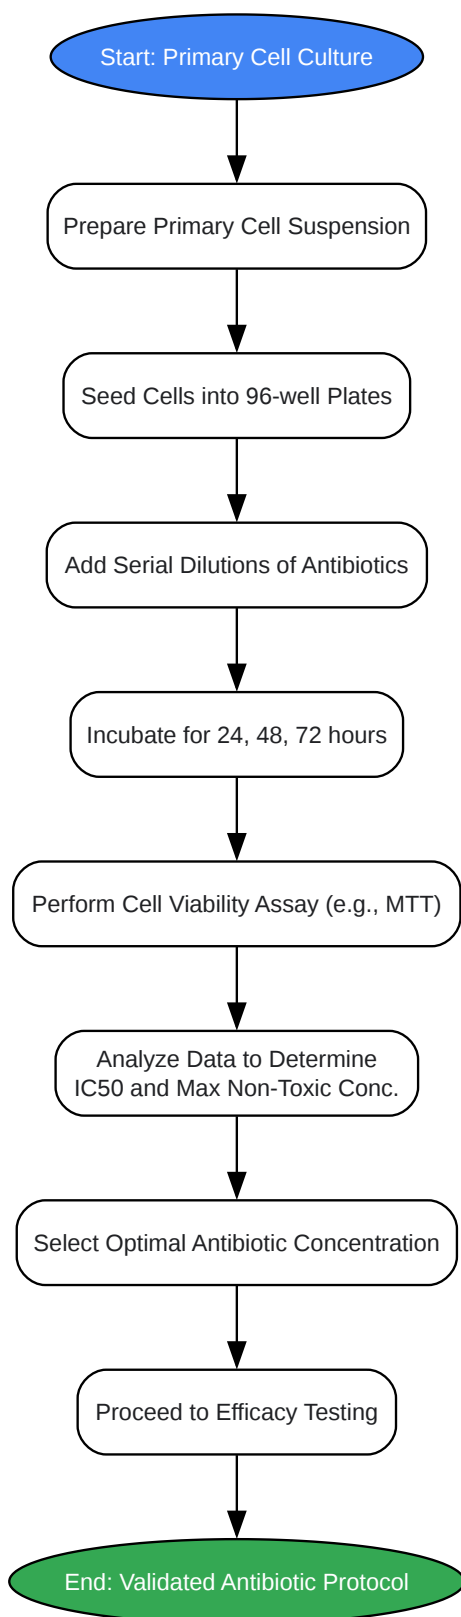 Start: Primary Cell Culture
Prepare Primary Cell Suspension
Seed Cells into 96-well Plates
Add Serial Dilutions of Antibiotics
Incubate for 24, 48, 72 hours
Perform Cell Viability Assay (e.g., MTT)
Analyze Data to Determine
IC50 and Max Non-Toxic Conc.
Select Optimal Antibiotic Concentration
Proceed to Efficacy Testing
End: Validated Antibiotic Protocol